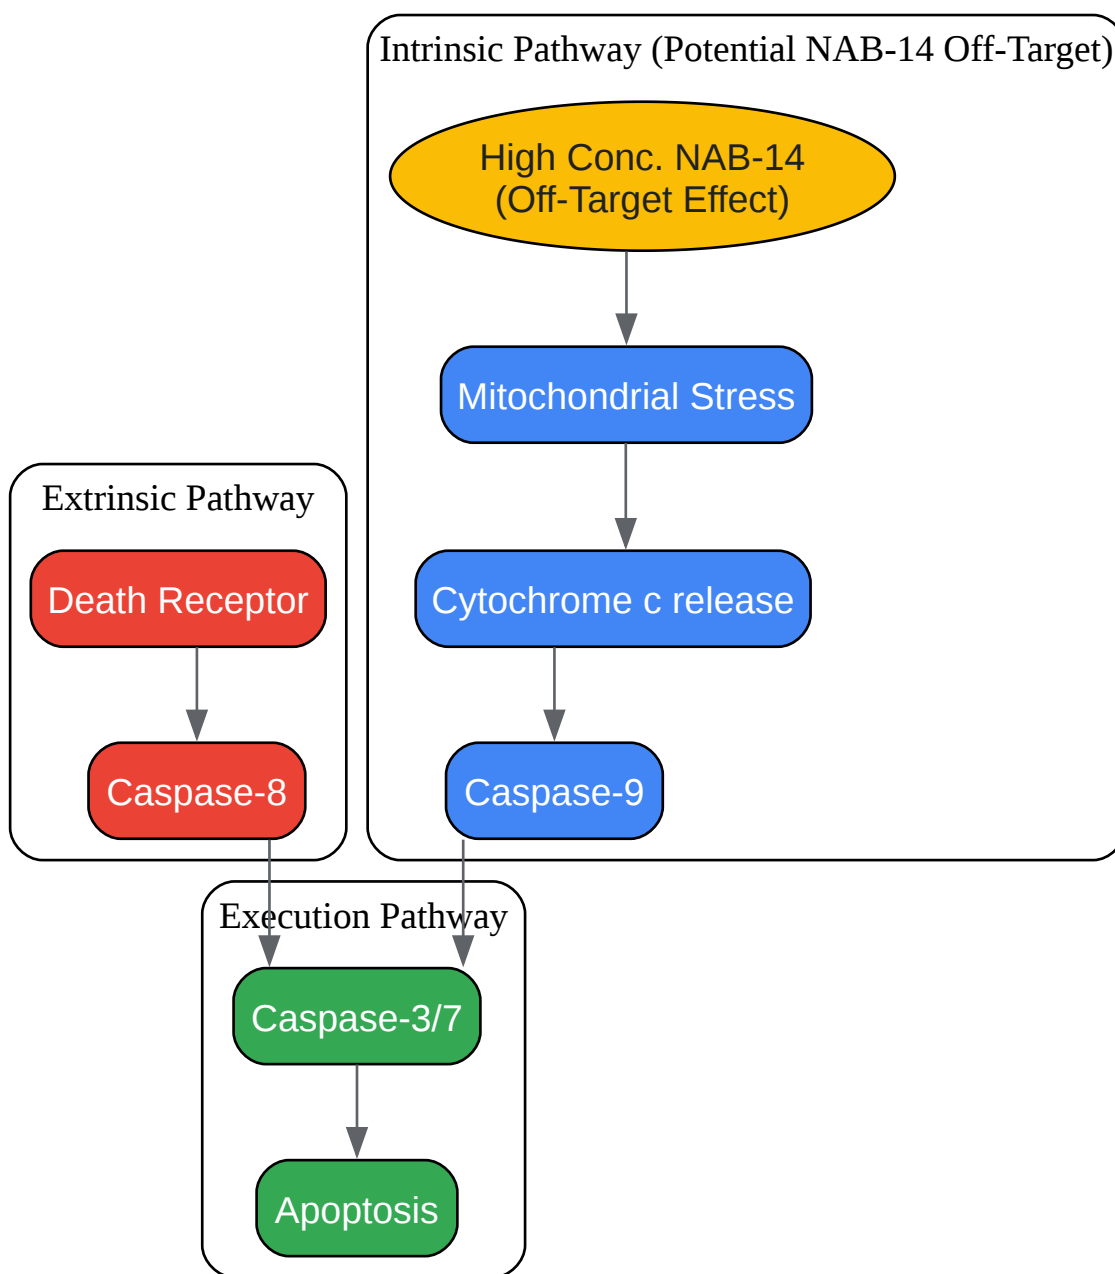 Intrinsic Pathway (Potential NAB-14 Off-Target)
High Conc. NAB-14
(Off-Target Effect)
Mitochondrial Stress
Cytochrome c release
Caspase-9
Extrinsic Pathway
Death Receptor
Caspase-8
Execution Pathway
Caspase-3/7
Apoptosis